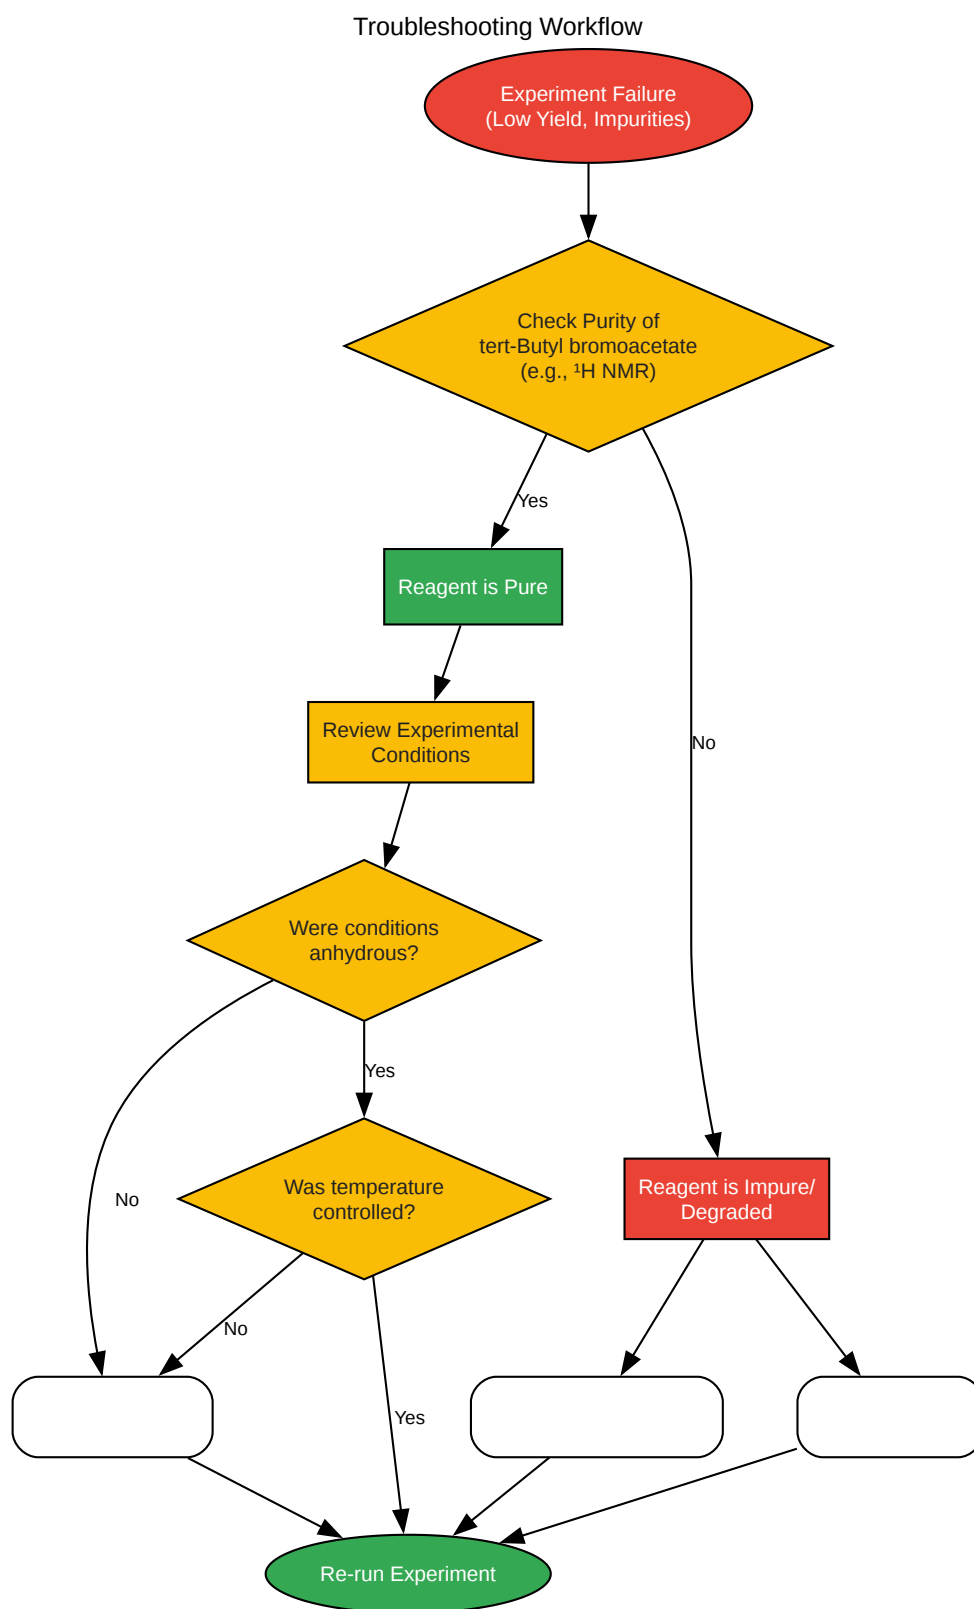 Troubleshooting Workflow
Experiment Failure
(Low Yield, Impurities)
Check Purity of
tert-Butyl bromoacetate
(e.g., ¹H NMR)
Yes
Reagent is Pure
Review Experimental
Conditions
No
Were conditions
anhydrous?
Yes
No
Was temperature
controlled?
Reagent is Impure/
Degraded
No
Yes
Re-run Experiment